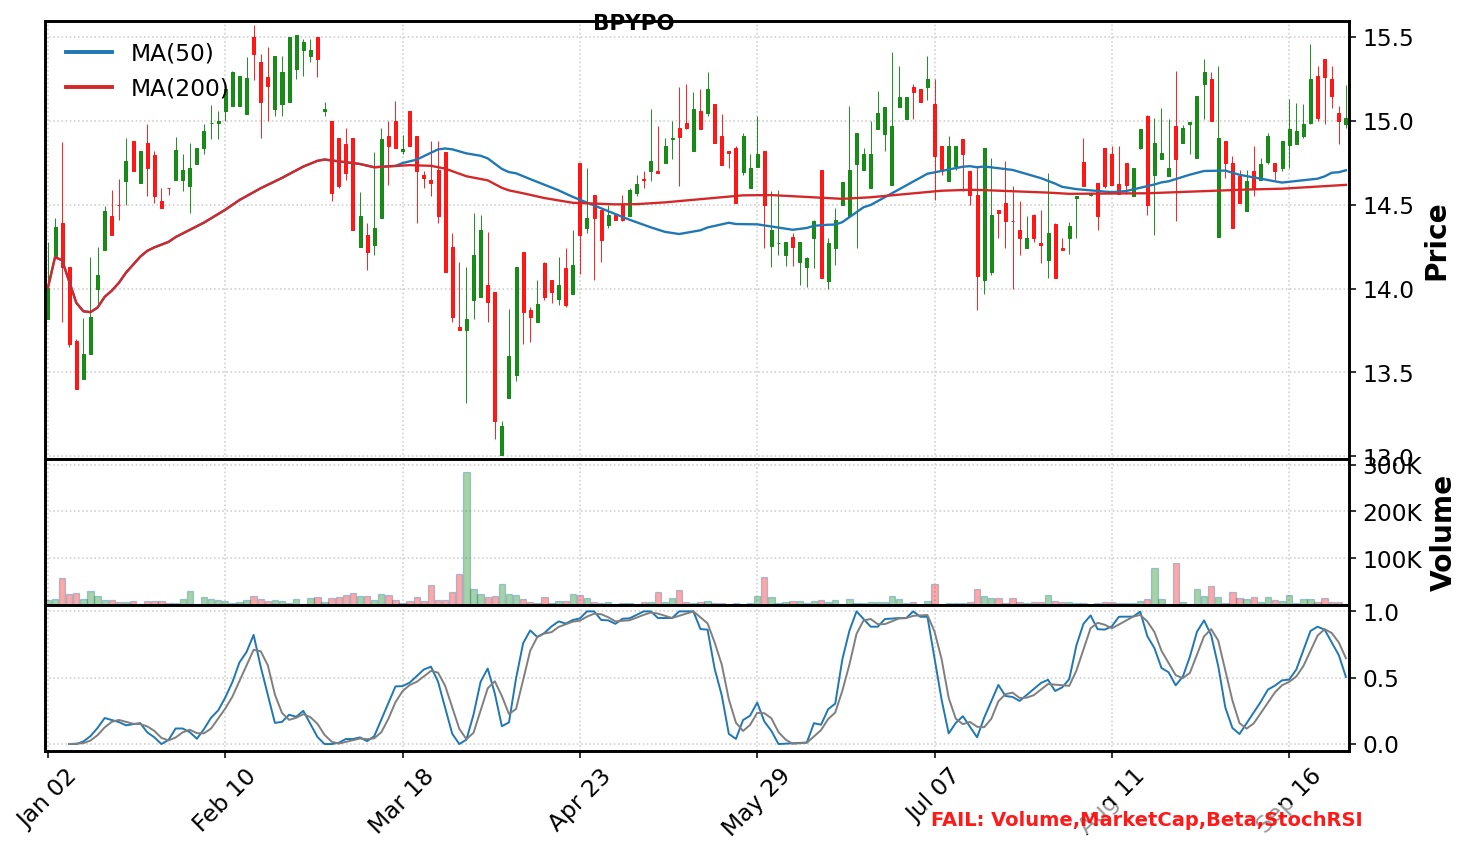 BPYPO
MA(50)
MA(200)
15.5
15.0
14.5
14.0
13.5
13.0
Price
300K
200K
100K
Volume
1.0
0.5
0.0
Jan 02
Feb 10
Mar 18
Apr 23
May 29
Jul 07
Aug 11
Sep 16
FAIL: Volume,MarketCap,Beta,StochRSI